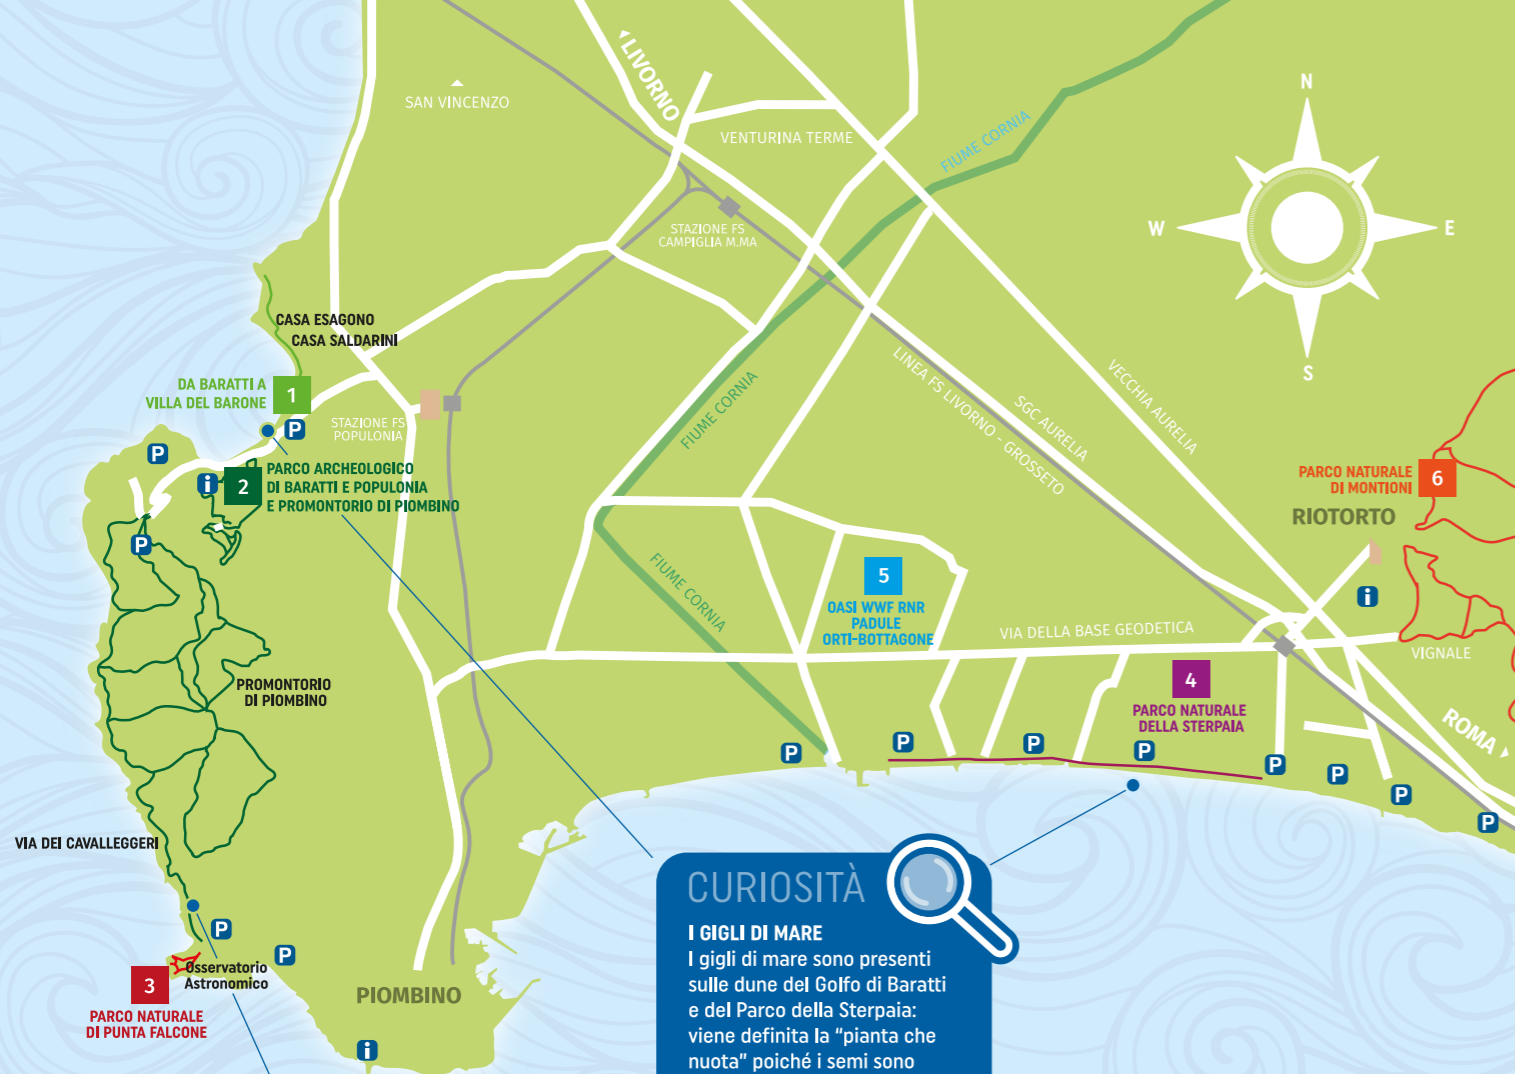 LIVORNO
SAN VINCENZO
VENTURINA TERME
FIUME CORNIA
N
W
E
S
STAZIONE FS
CAMPIGLIA M.MA
CASA ESAGONO
CASA SALDARINI
DA BARATTI A
VILLA DEL BARONE
1
P
STAZIONE FS
POPULONIA
P
i
2
PARCO ARCHEOLOGICO
DI BARATTI E POPULONIA
E PROMONTORIO DI PIOMBINO
P
FIUME CORNIA
LINEA FS LIVORNO - GROSSETO
SGC AURELIA
VECCHIA AURELIA
PARCO NATURALE
DI MONTIONI
6
RIOTORTO
i
FIUME CORNIA
5
OASI WWF RNR
PADULE
ORTI-BOTTAGONE
VIA DELLA BASE GEODETICA
VIGNALE
4
PARCO NATURALE
DELLA STERPAIA
ROMA
PROMONTORIO
DI PIOMBINO
P
P
P
P
P
P
P
P
VIA DEI CAVALLEGGERI
P
P
Osservatorio
Astronomico
3
PARCO NATURALE
DI PUNTA FALCONE
PIOMBINO
i
CURIOSITÀ
I GIGLI DI MARE
I gigli di mare sono presenti
sulle dune del Golfo di Baratti
e del Parco della Sterpaia:
viene definita la "pianta che
nuota" poiché i semi sono